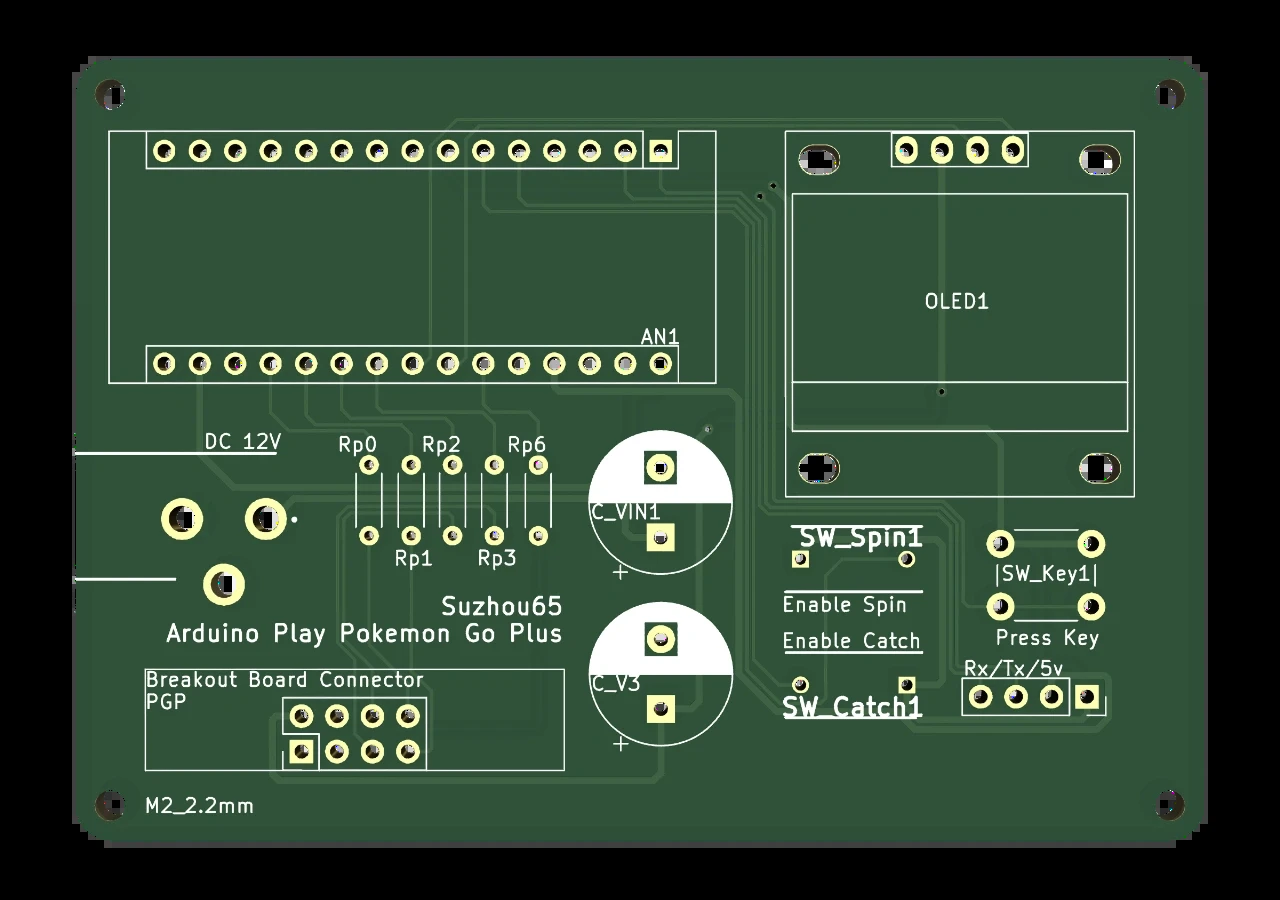 OLED1
AN1
DC 12V
Rp0 Rp2 Rp6
C_VIN1
+
Rp1 Rp3
SW_Spin1
Enable Spin
|SW_Key1|
Press Key
Suzhou65
Arduino Play Pokemon Go Plus
Enable Catch
SW_Catch1
Rx/Tx/5v
C_V3
+
Breakout Board Connector
PGP
M2_2.2mm